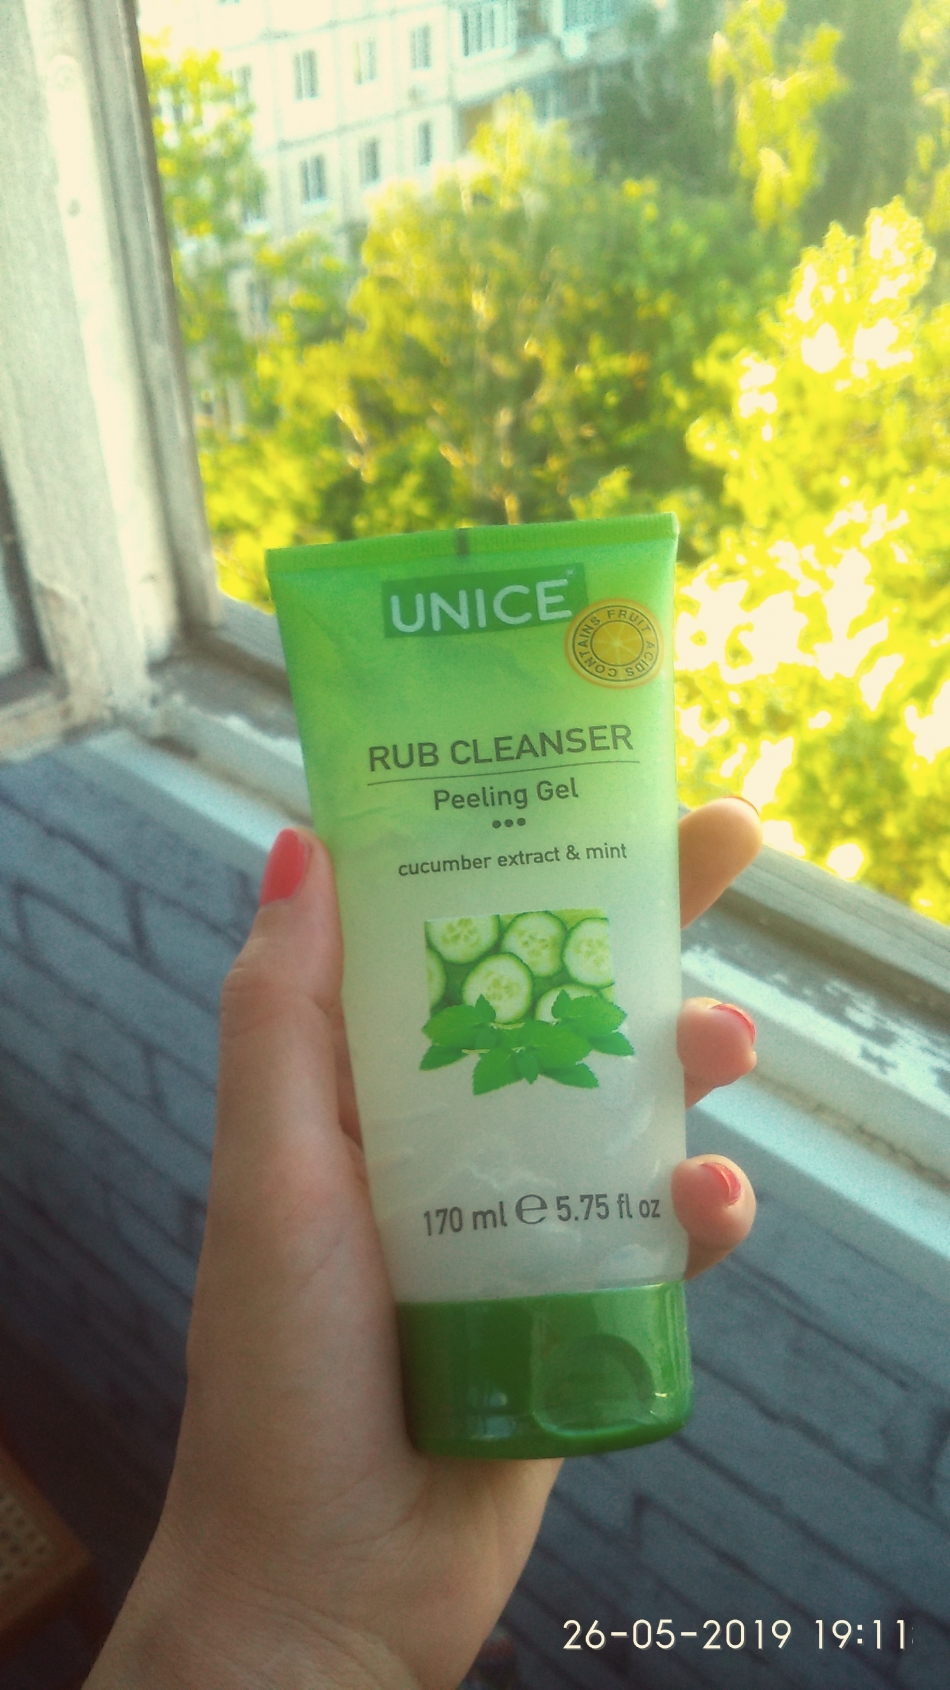 UNICE
CONTAINS FRUIT ACIDS
RUB CLEANSER
Peeling Gel
cucumber extract & mint
170 ml ℮ 5.75 fl oz
26-05-2019 19:11